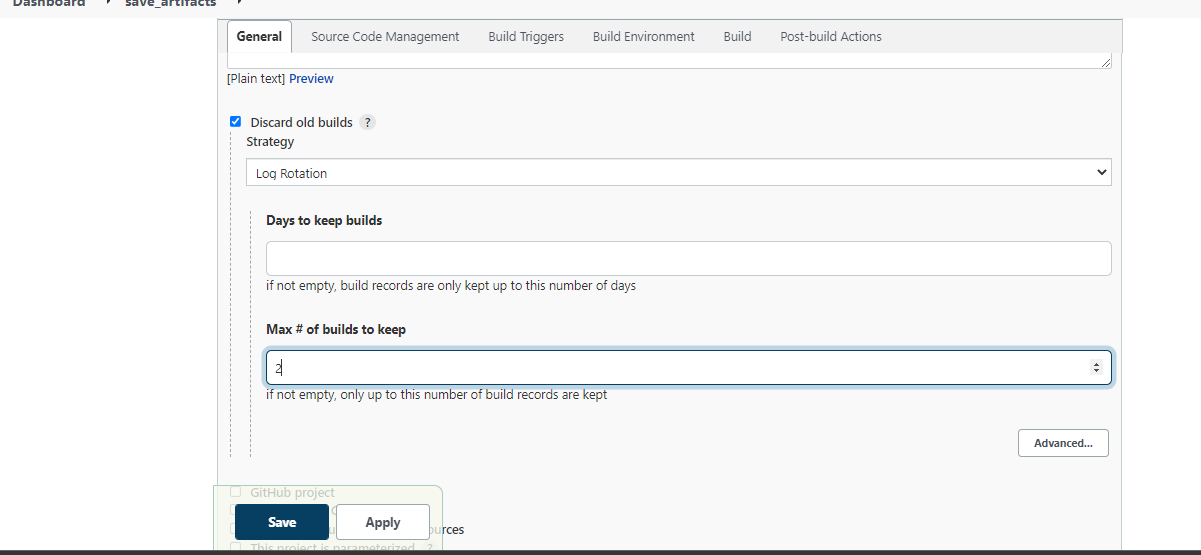 Dashboard save_artifacts
General Source Code Management Build Triggers Build Environment Build Post-build Actions
[Plain text] Preview
Discard old builds ?
Strategy
Log Rotation
Days to keep builds
if not empty, build records are only kept up to this number of days
Max # of builds to keep
2
if not empty, only up to this number of build records are kept
Advanced...
GitHub project
Save Apply
This project is parameterized ?